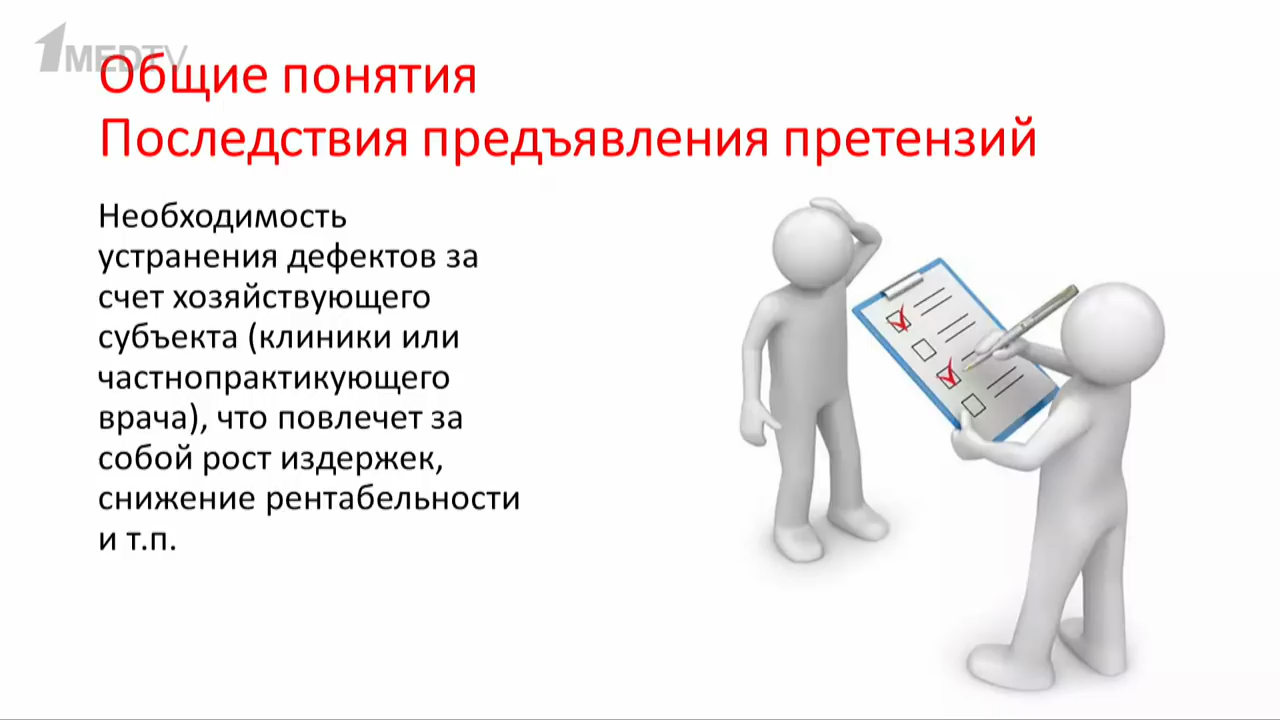 1MEDTV
Общие понятия
Последствия предъявления претензий
Необходимость
устранения дефектов за
счет хозяйствующего
субъекта (клиники или
частнопрактикующего
врача), что повлечет за
собой рост издержек,
снижение рентабельности
и т.п.